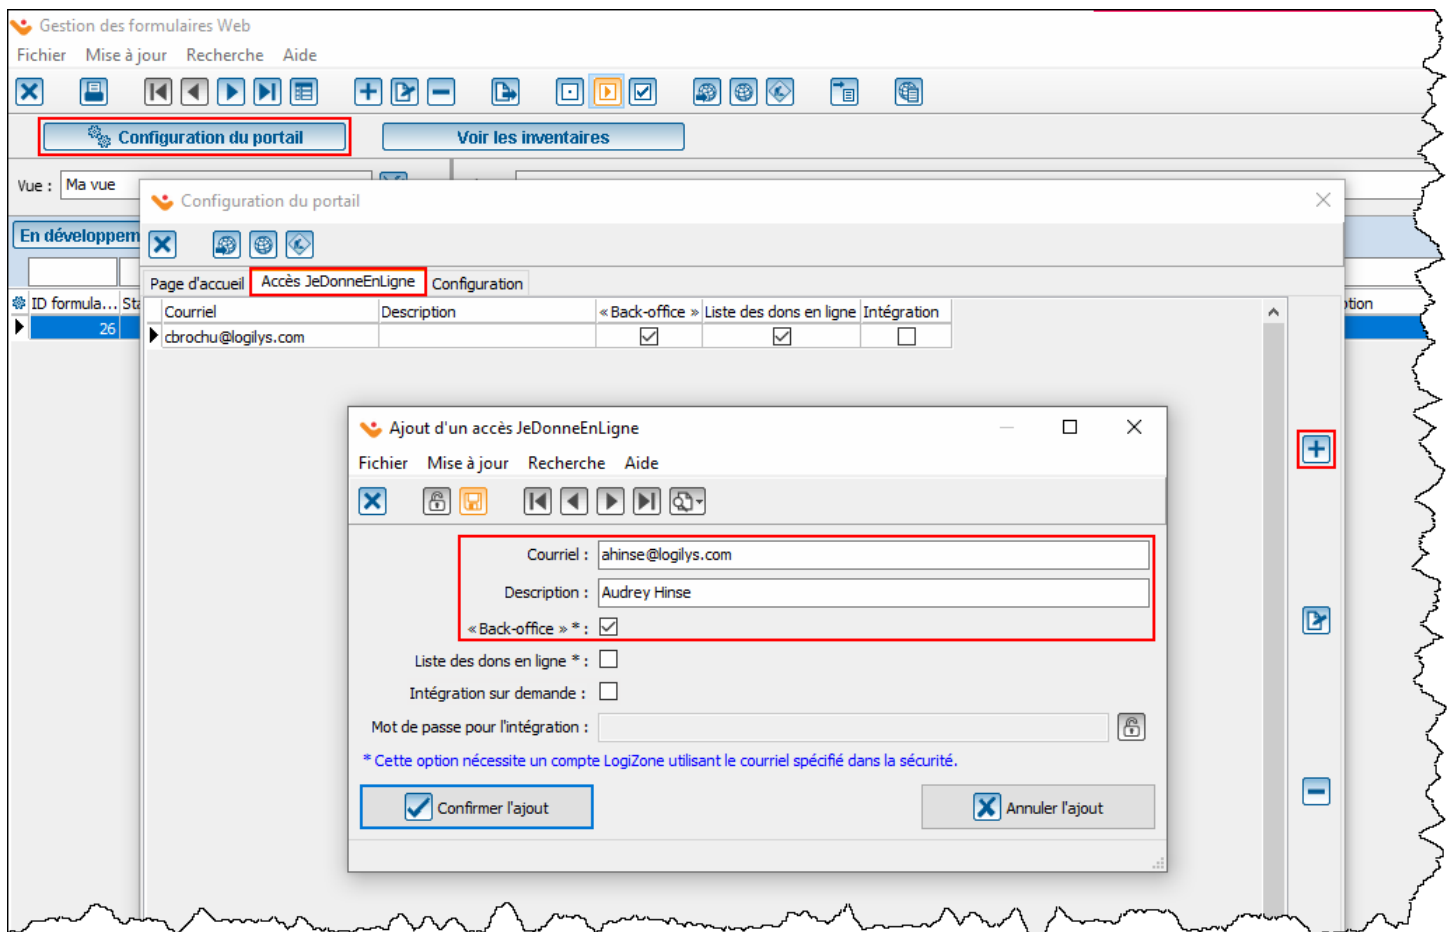 Gestion des formulaires Web
Fichier Mise à jour Recherche Aide
Configuration du portail Voir les inventaires
Vue : Ma vue
Configuration du portail
En développem
Page d'accueil Accès JeDonneEnLigne Configuration
ID formula... Sta
Courriel Description « Back-office » Liste des dons en ligne Intégration
ption
26
cbrochu@logilys.com
Ajout d'un accès JeDonneEnLigne
Fichier Mise à jour Recherche Aide
Courriel : ahinse@logilys.com
Description : Audrey Hinse
« Back-office » * :
Liste des dons en ligne * :
Intégration sur demande :
Mot de passe pour l'intégration :
* Cette option nécessite un compte LogiZone utilisant le courriel spécifié dans la sécurité.
Confirmer l'ajout Annuler l'ajout